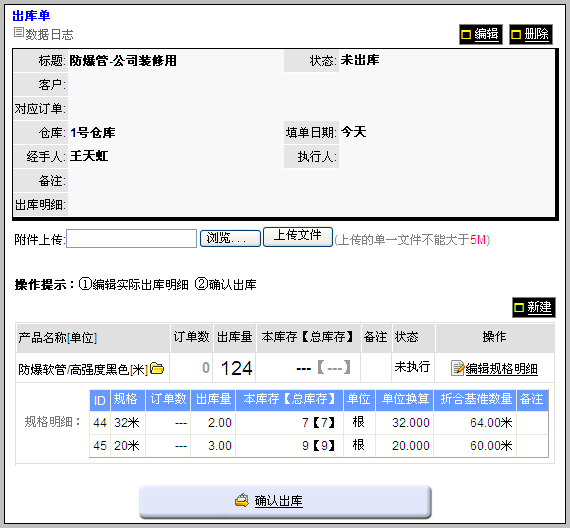 出库单
数据日志 编辑 删除
标题: 防爆管-公司装修用 状态: 未出库
客户:
对应订单:
仓库: 1号仓库 填单日期: 今天
经手人: 王天虹 执行人:
备注:
出库明细:
附件上传: 浏览... 上传文件 (上传的单一文件不能大于5M)
操作提示：①编辑实际出库明细 ②确认出库
新建
产品名称[单位] 订单数 出库量 本库存【总库存】 备注 状态 操作
防爆软管/高强度黑色[米] 0 124 ---【---】 未执行 编辑规格明细
规格明细：
ID 规格 订单数 出库量 本库存【总库存】 单位 单位换算 折合基准数量 备注
44 32米 --- 2.00 7【7】 根 32.000 64.00米
45 20米 --- 3.00 9【9】 根 20.000 60.00米
确认出库